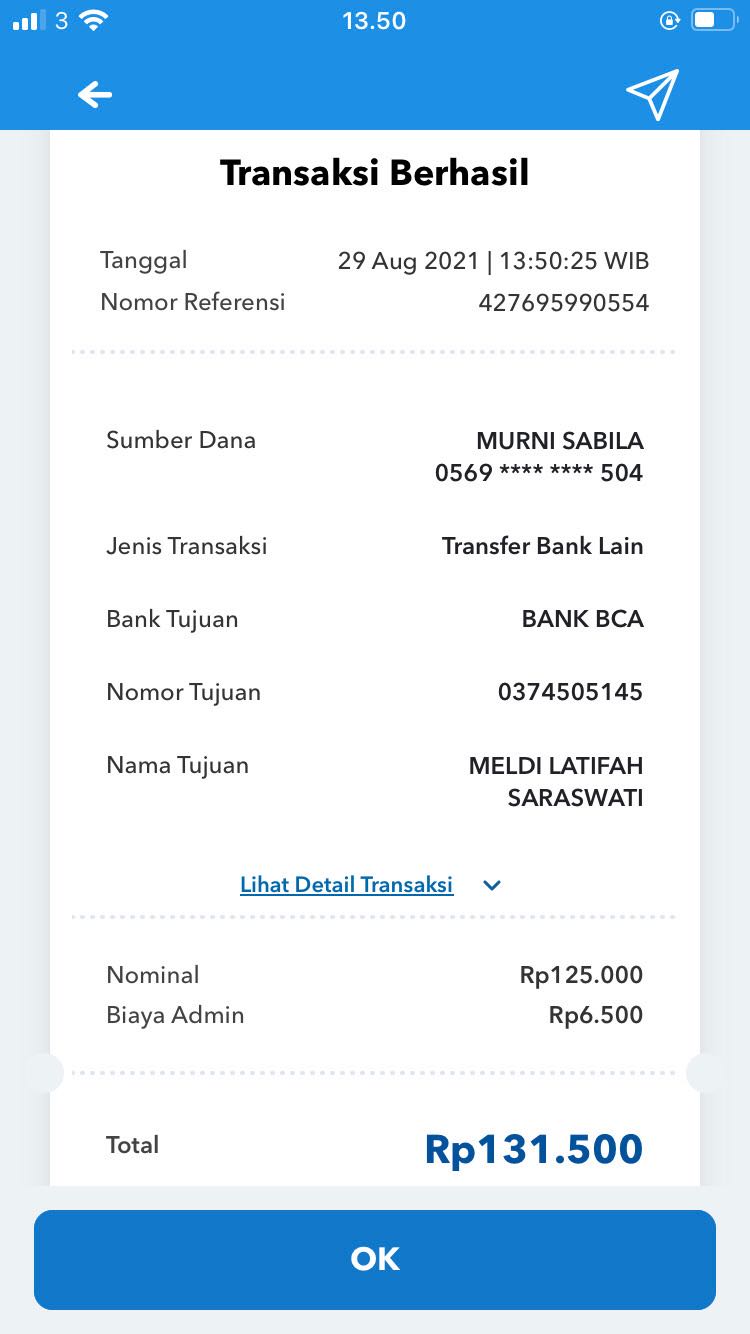 3 13.50
Transaksi Berhasil
Tanggal 29 Aug 2021 | 13:50:25 WIB
Nomor Referensi 427695990554
Sumber Dana MURNI SABILA
0569 **** **** 504
Jenis Transaksi Transfer Bank Lain
Bank Tujuan BANK BCA
Nomor Tujuan 0374505145
Nama Tujuan MELDI LATIFAH
SARASWATI
Lihat Detail Transaksi
Nominal Rp125.000
Biaya Admin Rp6.500
Total Rp131.500
OK